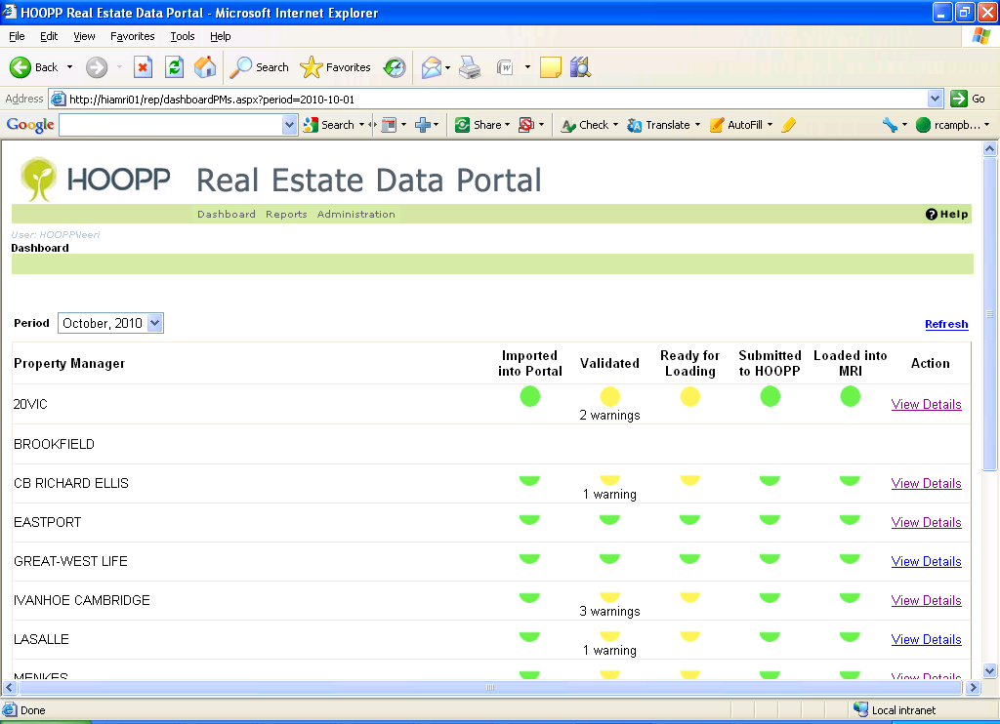 HOOPP Real Estate Data Portal - Microsoft Internet Explorer
File Edit View Favorites Tools Help
Back Search Favorites
Address http://hiamri01/rep/dashboardPMs.aspx?period=2010-10-01 Go
Google Search Share Check Translate AutoFill rcampb...
HOOPP Real Estate Data Portal
Dashboard Reports Administration ? Help
User: HOOPP\leerl
Dashboard
Period October, 2010 Refresh
Property Manager Imported into Portal Validated Ready for Loading Submitted to HOOPP Loaded into MRI Action
20VIC View Details
2 warnings
BROOKFIELD
CB RICHARD ELLIS View Details
1 warning
EASTPORT View Details
GREAT-WEST LIFE View Details
IVANHOE CAMBRIDGE View Details
3 warnings
LASALLE View Details
1 warning
MENKES View Details
Done Local intranet